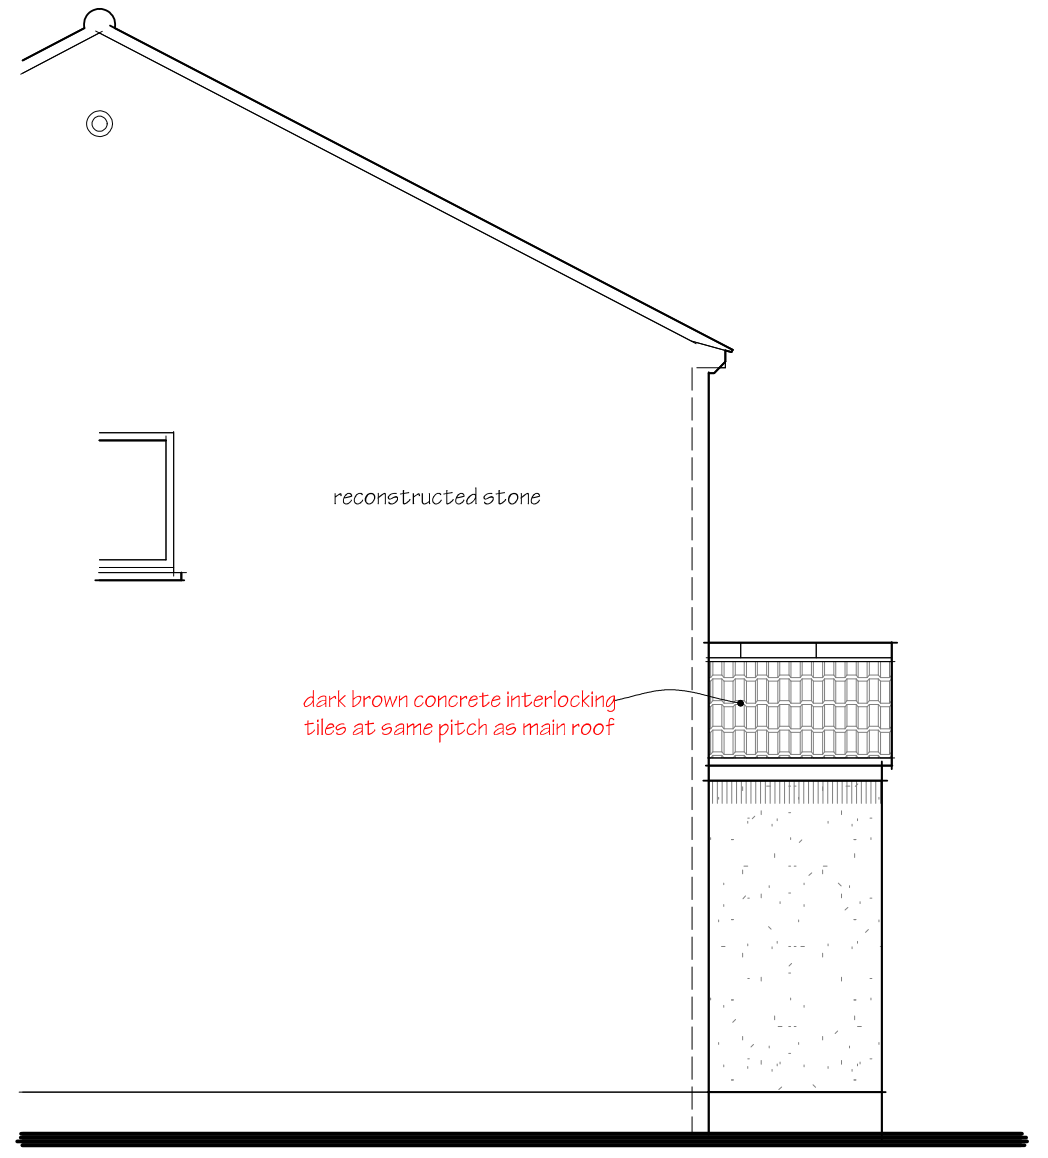 reconstructed stone
dark brown concrete interlocking
tiles at same pitch as main roof